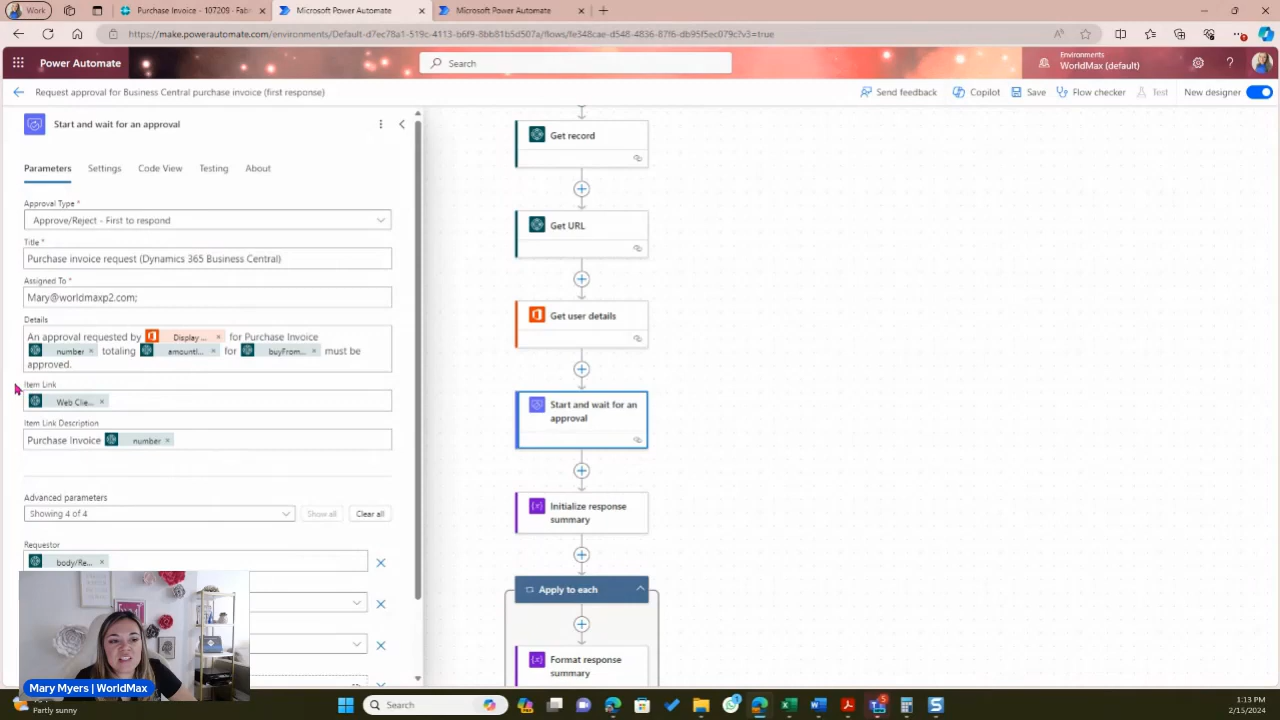 Work
Purchase Invoice - 107209 - Fab
Microsoft Power Automate
Microsoft Power Automate
https://make.powerautomate.com/environments/Default-d7ec78a1-519c-4113-b6f9-8bb81b5d507a/flows/fe348cae-d548-4836-87f6-db95f5ec079c?v3=true
Power Automate
Search
Environments
WorldMax (default)
Request approval for Business Central purchase invoice (first response)
Send feedback
Copilot
Save
Flow checker
Test
New designer
Start and wait for an approval
Parameters
Settings
Code View
Testing
About
Approval Type *
Approve/Reject - First to respond
Title *
Purchase invoice request (Dynamics 365 Business Central)
Assigned To *
Mary@worldmaxp2.com;
Details
An approval requested by Display ... × for Purchase Invoice
number × totaling amountI... × for buyFrom... × must be
approved.
Item Link
Web Clie... ×
Item Link Description
Purchase Invoice number ×
Advanced parameters
Showing 4 of 4
Show all
Clear all
Requestor
body/Re... ×
Get record
Get URL
Get user details
Start and wait for an
approval
Initialize response
summary
Apply to each
Format response
summary
Mary Myers | WorldMax
Partly sunny
Search
1:13 PM
2/15/2024